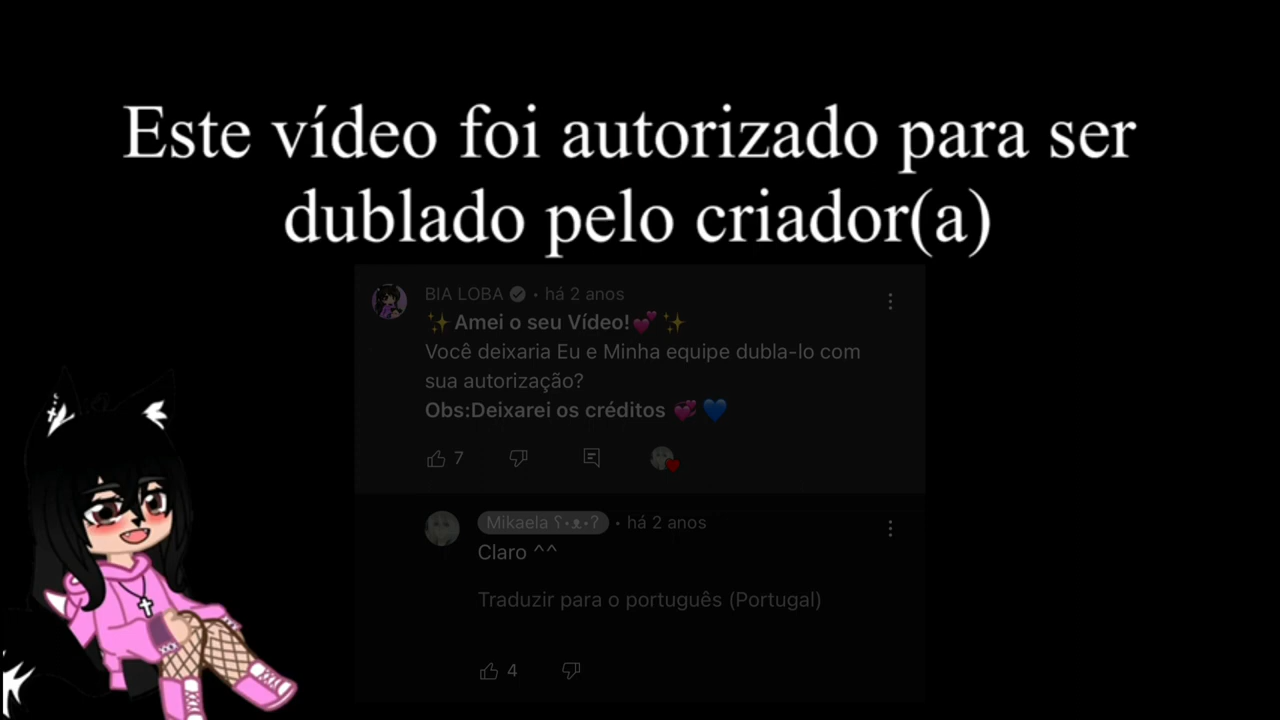 Este vídeo foi autorizado para ser
dublado pelo criador(a)
BIA LOBA • há 2 anos
✨Amei o seu Vídeo!💕✨
Você deixaria Eu e Minha equipe dubla-lo com
sua autorização?
Obs:Deixarei os créditos 💞💙
7
Mikaela ʕ•ᴥ•ʔ • há 2 anos
Claro ^^
Traduzir para o português (Portugal)
4